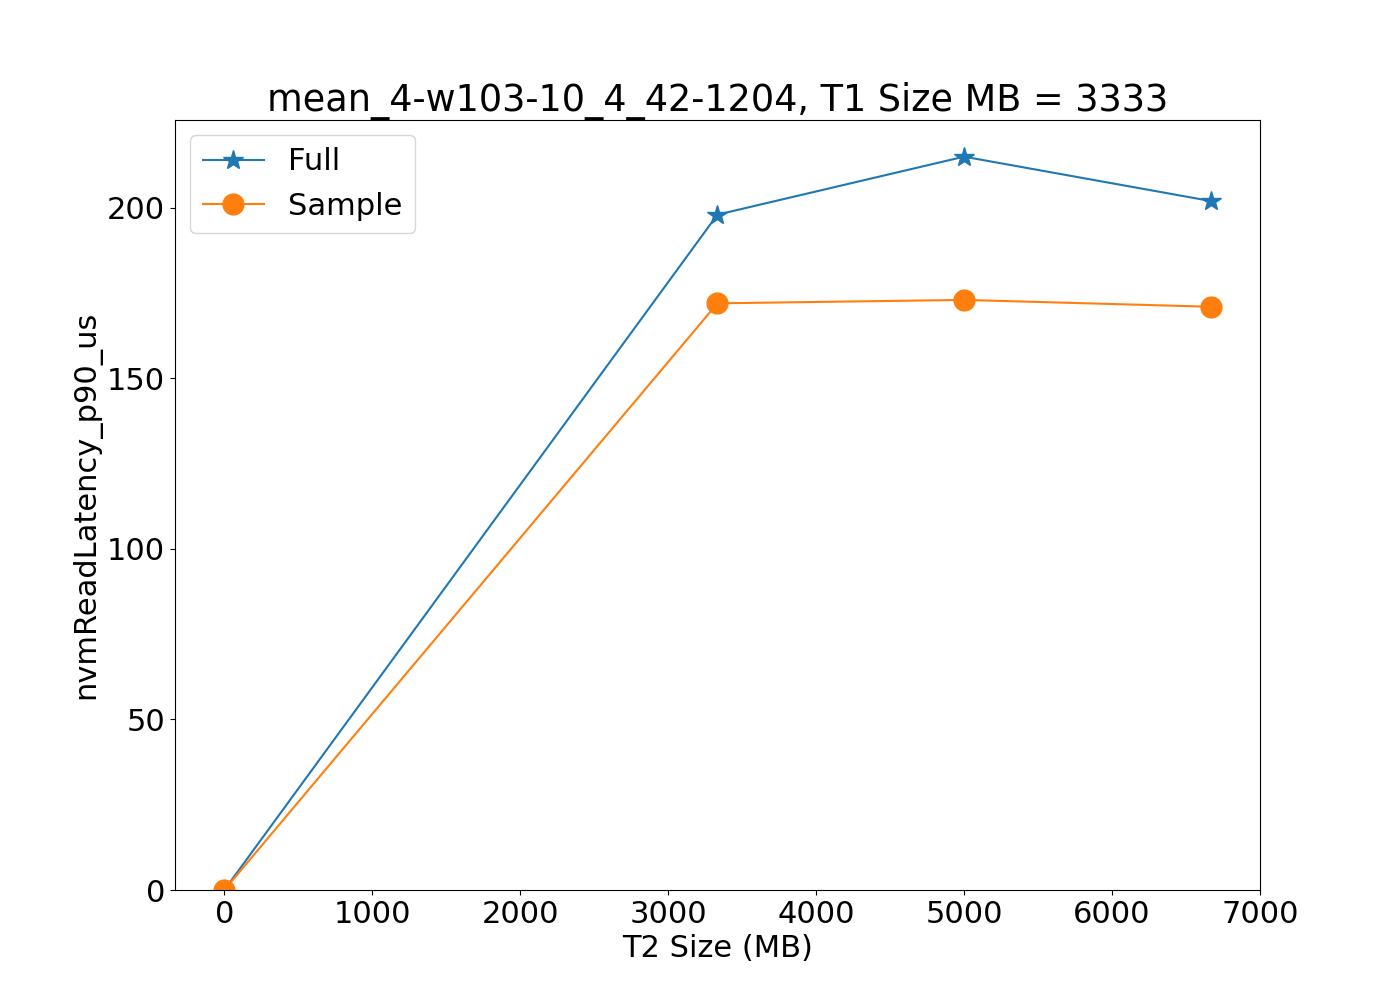 mean_4-w103-10_4_42-1204, T1 Size MB = 3333
Full
Sample
nvmReadLatency_p90_us
200
150
100
50
0
0 1000 2000 3000 4000 5000 6000 7000
T2 Size (MB)